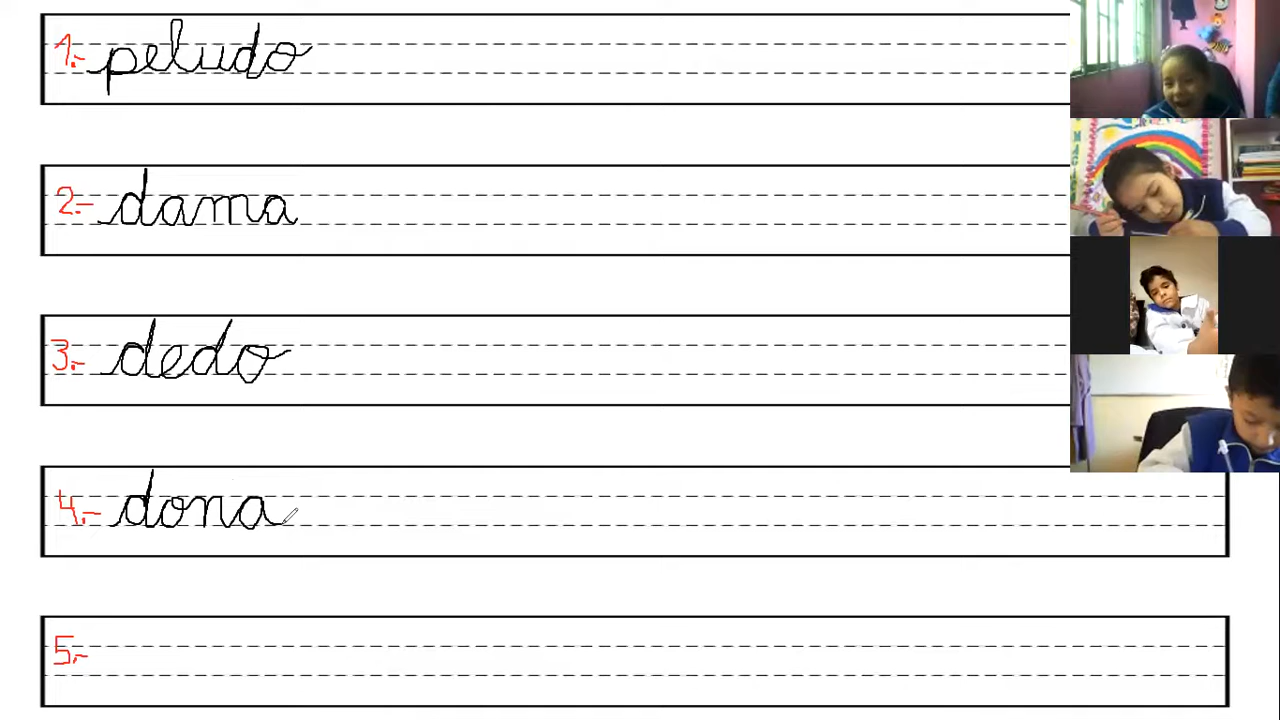 1.- peludo
2.- dama
3.- dedo
4.- dona
5.-